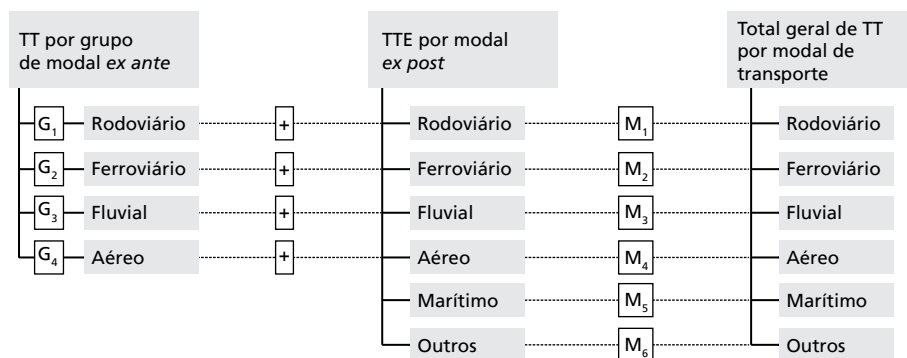 TT por grupo
de modal ex ante
TTE por modal
ex post
Total geral de TT
por modal de
transporte
G₁ Rodoviário + Rodoviário M₁ Rodoviário
G₂ Ferroviário + Ferroviário M₂ Ferroviário
G₃ Fluvial + Fluvial M₃ Fluvial
G₄ Aéreo + Aéreo M₄ Aéreo
Marítimo M₅ Marítimo
Outros M₆ Outros